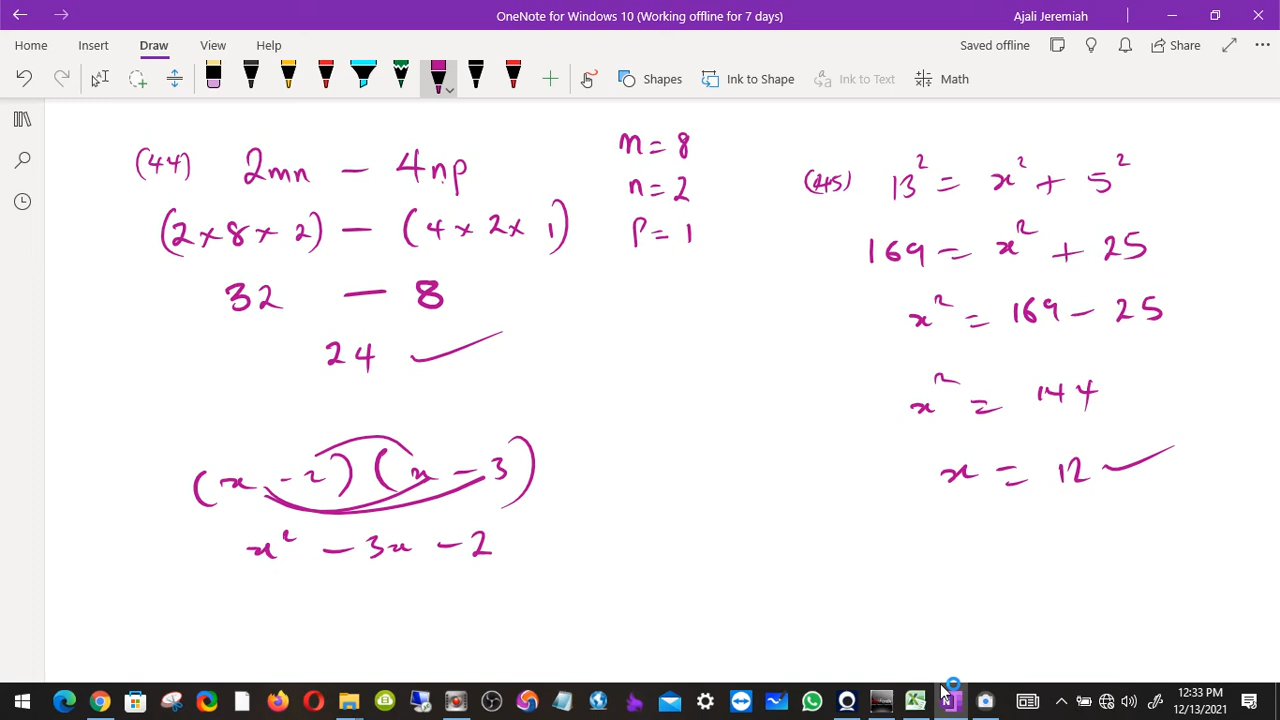 OneNote for Windows 10 (Working offline for 7 days)
Ajali Jeremiah
Home Insert Draw View Help
Saved offline
Share
Shapes
Ink to Shape
Ink to Text
Math
(44) 2mn - 4np
(2×8×2) - (4×2×1)
32 - 8
24
m = 8
n = 2
P = 1
(45) 13² = x² + 5²
169 = x² + 25
x² = 169 - 25
x² = 144
x = 12
(x - 2)(x - 3)
x² - 3x - 2
12:33 PM
12/13/2021